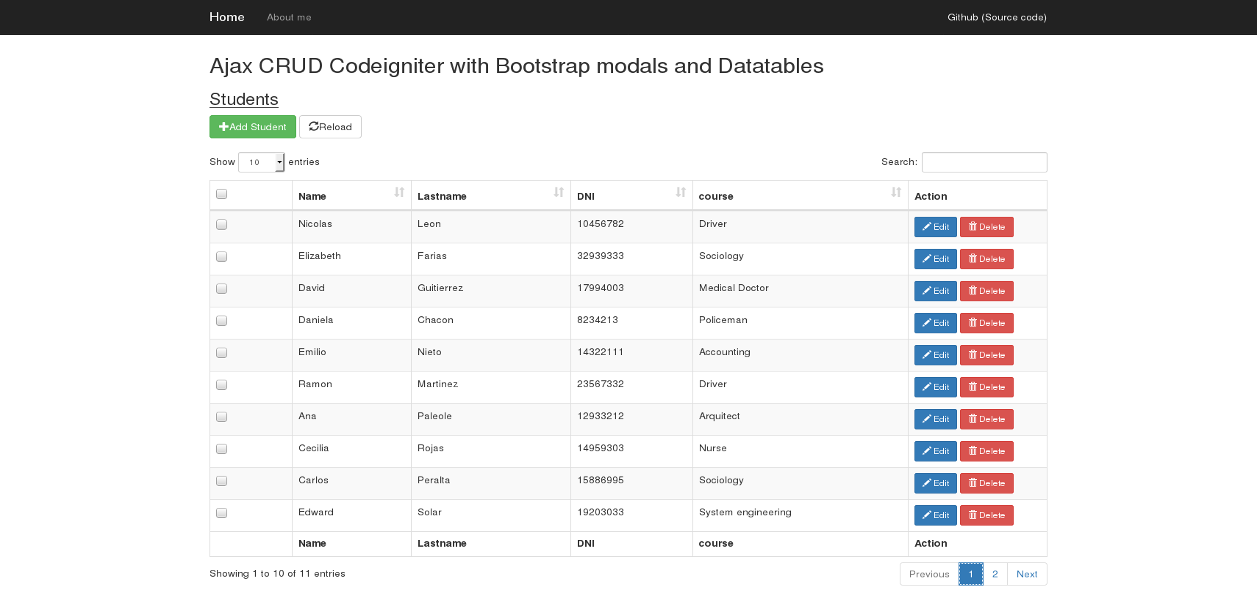 Home About me Github (Source code)
Ajax CRUD Codeigniter with Bootstrap modals and Datatables
Students
Add Student Reload
Show 10 entries Search:
Name Lastname DNI course Action
Nicolas Leon 10456782 Driver Edit Delete
Elizabeth Farias 32939333 Sociology Edit Delete
David Guitierrez 17994003 Medical Doctor Edit Delete
Daniela Chacon 8234213 Policeman Edit Delete
Emilio Nieto 14322111 Accounting Edit Delete
Ramon Martinez 23567332 Driver Edit Delete
Ana Paleole 12933212 Arquitect Edit Delete
Cecilia Rojas 14959303 Nurse Edit Delete
Carlos Peralta 15886995 Sociology Edit Delete
Edward Solar 19203033 System engineering Edit Delete
Name Lastname DNI course Action
Showing 1 to 10 of 11 entries Previous 1 2 Next